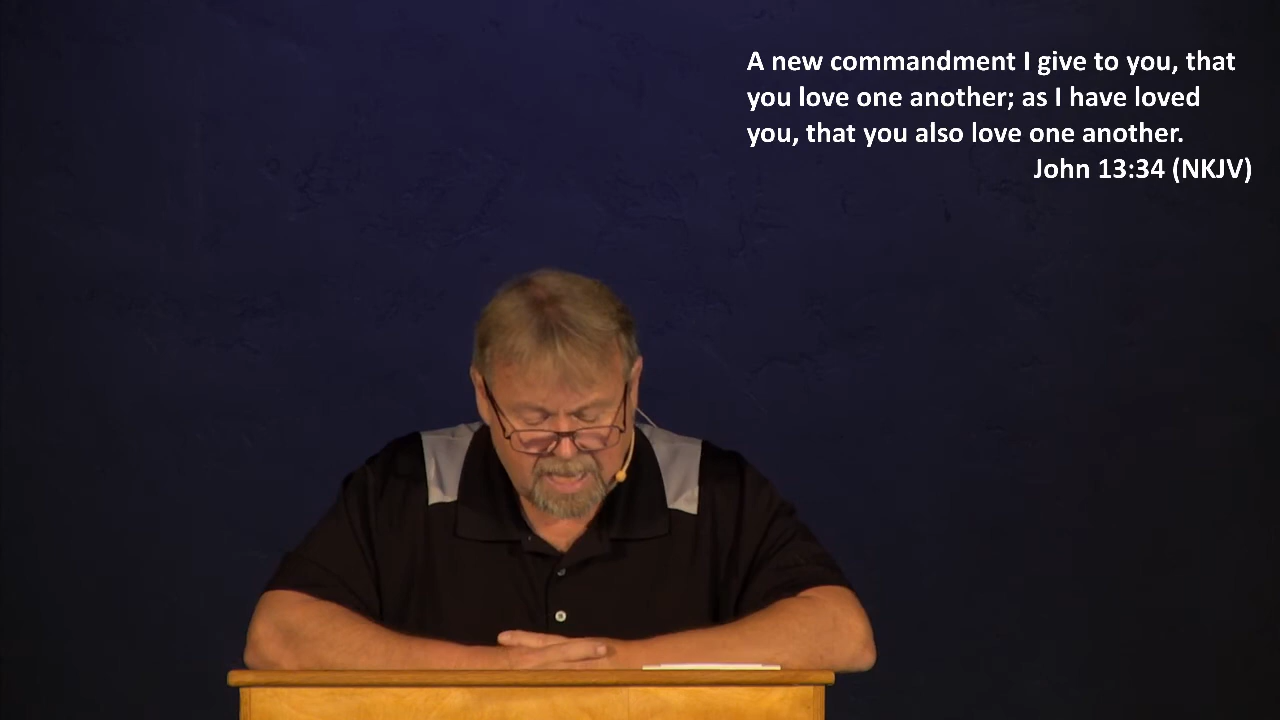 A new commandment I give to you, that
you love one another; as I have loved
you, that you also love one another.
John 13:34 (NKJV)